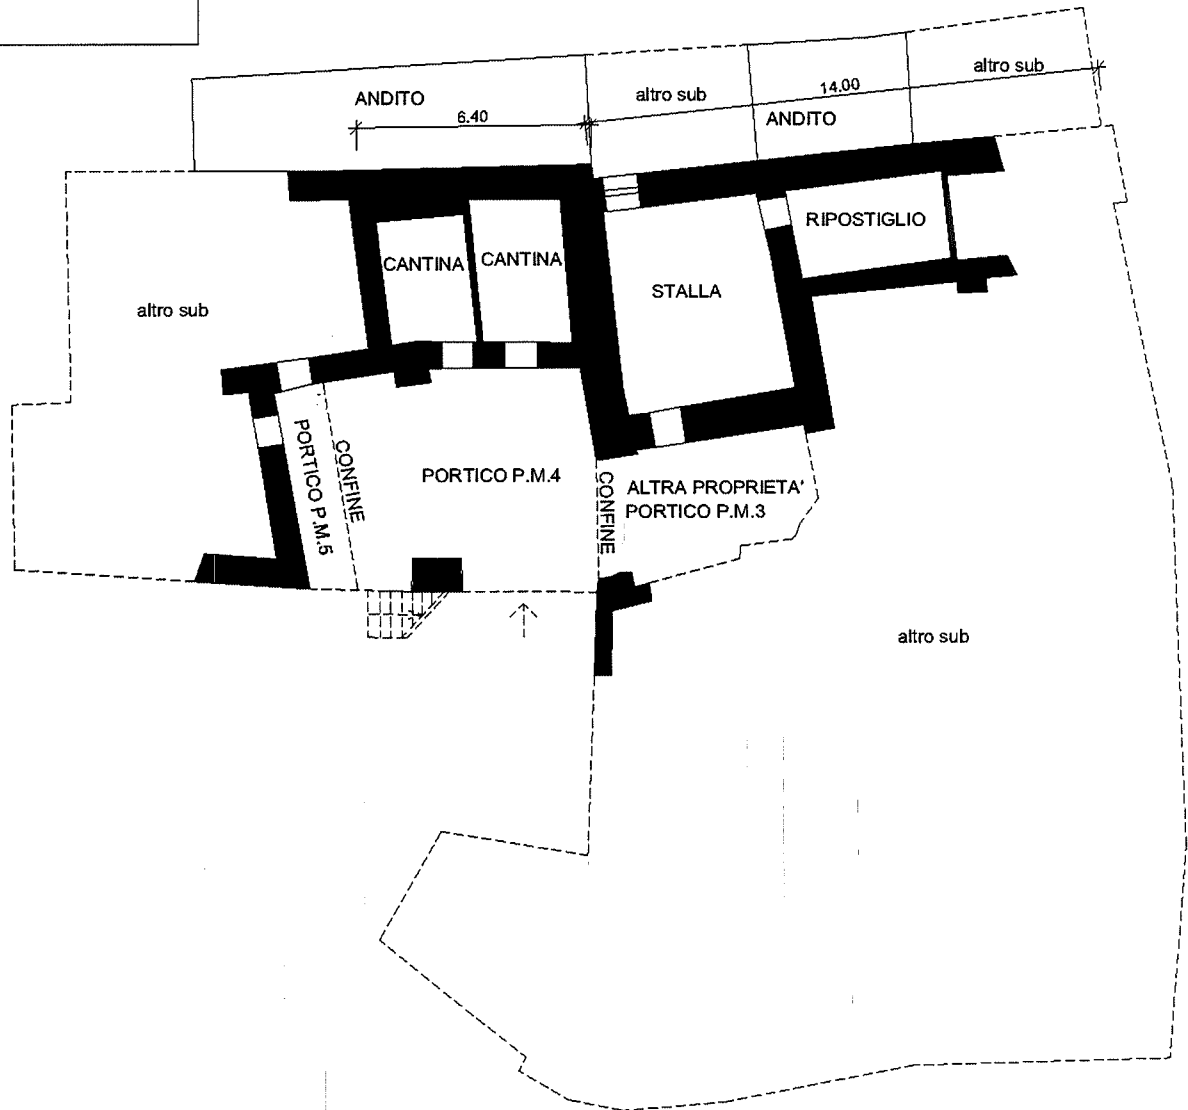 altro sub
14.00
altro sub
ANDITO
6.40
ANDITO
RIPOSTIGLIO
CANTINA
CANTINA
STALLA
altro sub
PORTICO P.M.5
CONFINE
PORTICO P.M.4
CONFINE
ALTRA PROPRIETA'
PORTICO P.M.3
altro sub